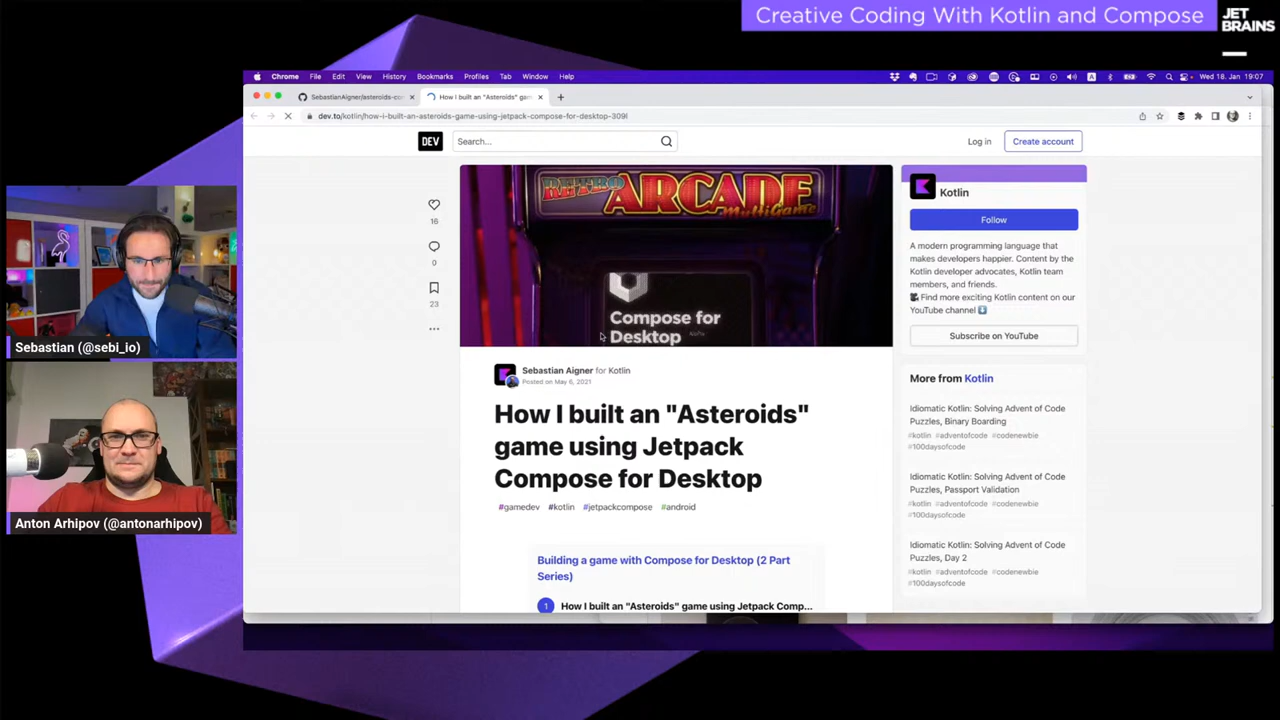 Creative Coding With Kotlin and Compose
JET
BRAINS
Chrome File Edit View History Bookmarks Profiles Tab Window Help
Wed 18. Jan 19:07
SebastianAigner/asteroids-co
How I built an "Asteroids" gam
dev.to/kotlin/how-i-built-an-asteroids-game-using-jetpack-compose-for-desktop-309l
DEV
Search...
Log in
Create account
16
0
23
RETRO ARCADE
MultiGame
Compose for
Desktop
Sebastian Aigner for Kotlin
Posted on May 6, 2021
How I built an "Asteroids"
game using Jetpack
Compose for Desktop
#gamedev #kotlin #jetpackcompose #android
Building a game with Compose for Desktop (2 Part
Series)
1 How I built an "Asteroids" game using Jetpack Comp...
Kotlin
Follow
A modern programming language that
makes developers happier. Content by the
Kotlin developer advocates, Kotlin team
members, and friends.
Find more exciting Kotlin content on our
YouTube channel
Subscribe on YouTube
More from Kotlin
Idiomatic Kotlin: Solving Advent of Code
Puzzles, Binary Boarding
#kotlin #adventofcode #codenewbie
#100daysofcode
Idiomatic Kotlin: Solving Advent of Code
Puzzles, Passport Validation
#kotlin #adventofcode #codenewbie
#100daysofcode
Idiomatic Kotlin: Solving Advent of Code
Puzzles, Day 2
#kotlin #adventofcode #codenewbie
#100daysofcode
Sebastian (@sebi_io)
Anton Arhipov (@antonarhipov)